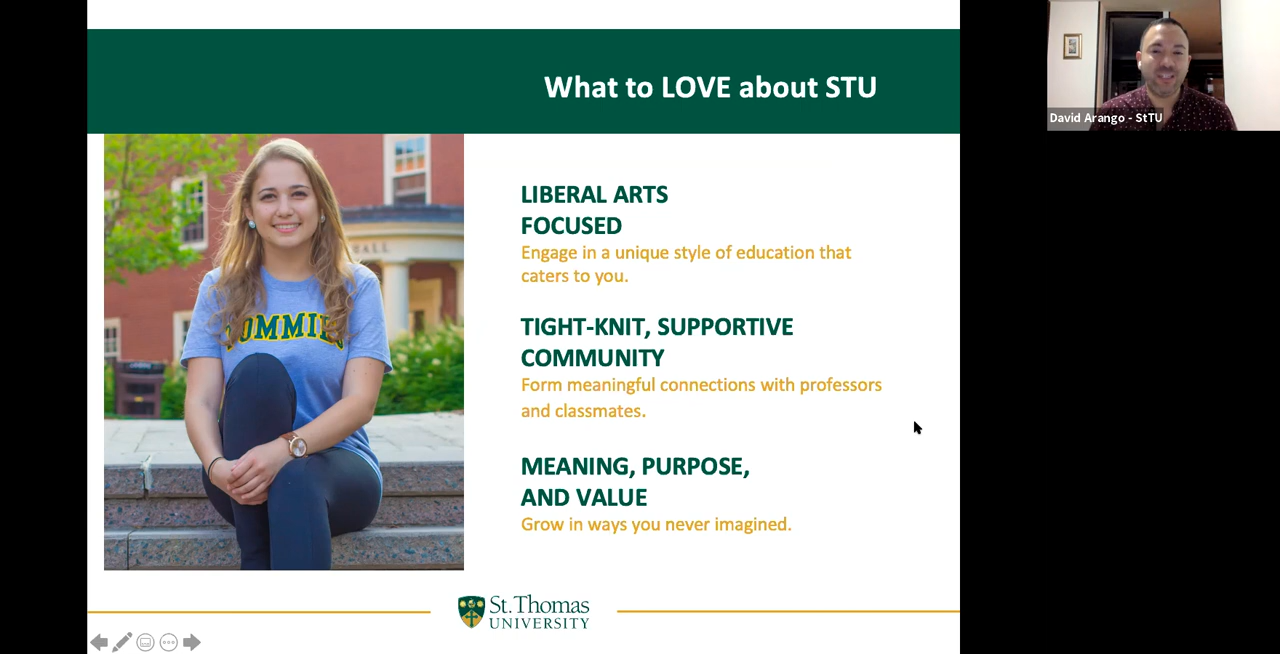 What to LOVE about STU
David Arango - StTU
LIBERAL ARTS
FOCUSED
Engage in a unique style of education that
caters to you.
TOMMIES
TIGHT-KNIT, SUPPORTIVE
COMMUNITY
Form meaningful connections with professors
and classmates.
MEANING, PURPOSE,
AND VALUE
Grow in ways you never imagined.
St. Thomas
UNIVERSITY